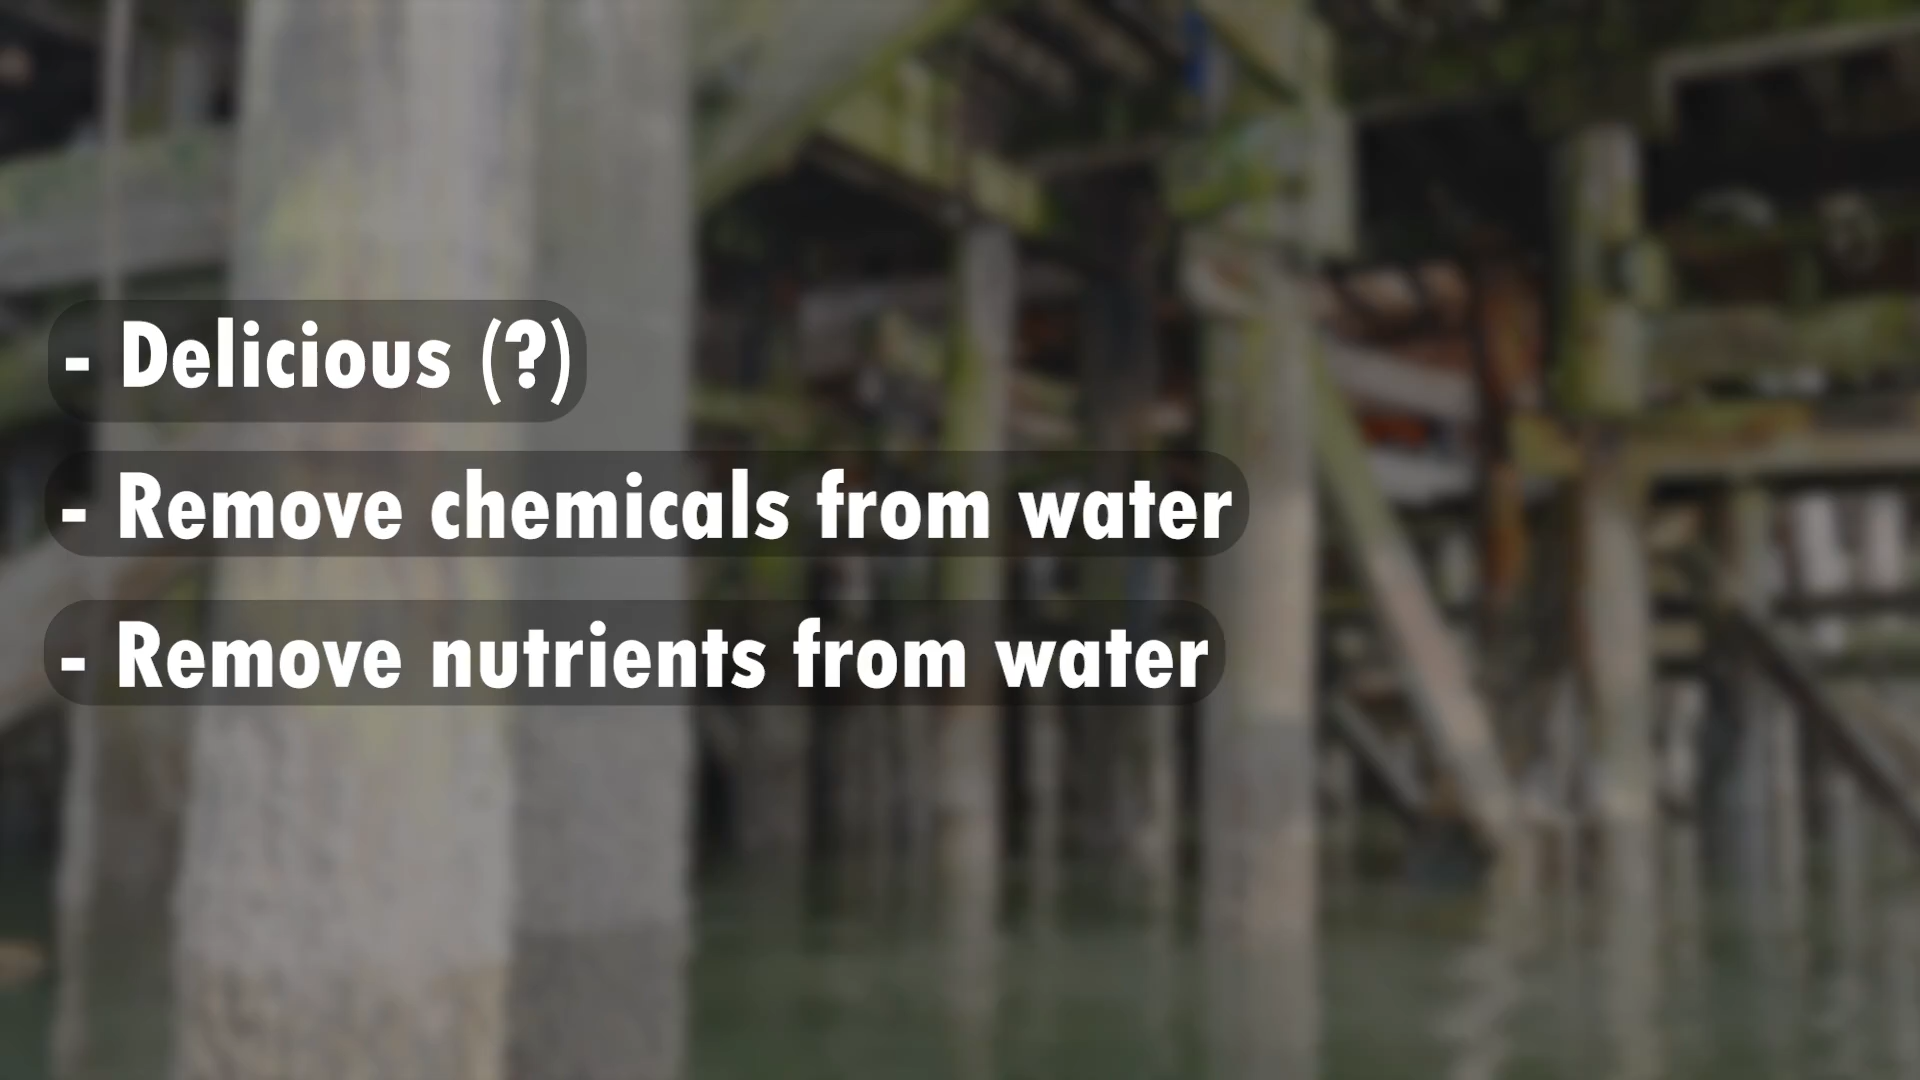 - Delicious (?)
- Remove chemicals from water
- Remove nutrients from water